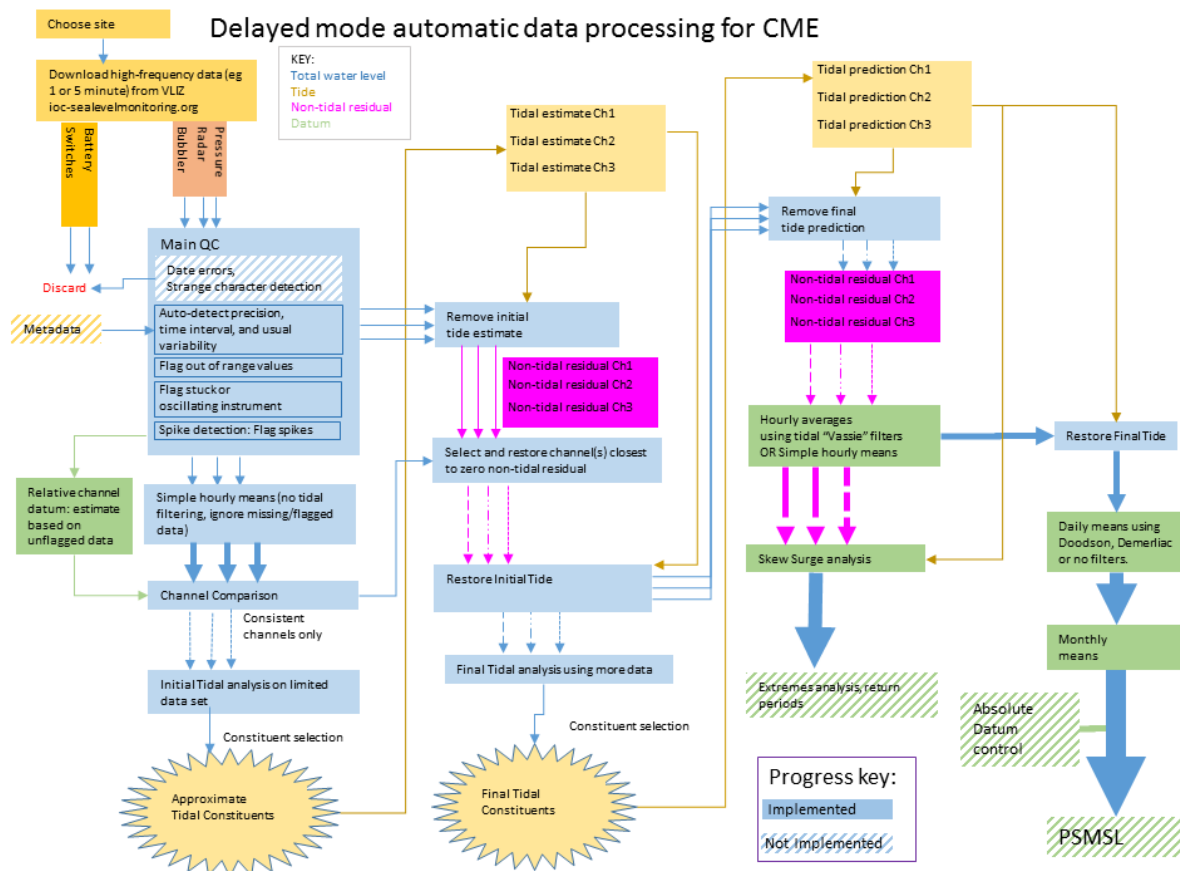 Delayed mode automatic data processing for CME
Choose site
Download high-frequency data (eg
1 or 5 minute) from VLIZ
ioc-sealevelmonitoring.org
KEY:
Total water level
Tide
Non-tidal residual
Datum
Battery
Switches
Pressure
Radar
Bubbler
Discard
Metadata
Main QC
Date errors,
Strange character detection
Auto-detect precision,
time interval, and usual
variability
Flag out of range values
Flag stuck or
oscillating instrument
Spike detection: Flag spikes
Relative channel
datum: estimate
based on
unflagged data
Simple hourly means (no tidal
filtering, ignore missing/flagged
data)
Channel Comparison
Consistent
channels only
Initial Tidal analysis on limited
data set
Constituent selection
Approximate
Tidal Constituents
Tidal estimate Ch1
Tidal estimate Ch2
Tidal estimate Ch3
Remove initial
tide estimate
Non-tidal residual Ch1
Non-tidal residual Ch2
Non-tidal residual Ch3
Select and restore channel(s) closest
to zero non-tidal residual
Restore Initial Tide
Final Tidal analysis using more data
Constituent selection
Final Tidal
Constituents
Tidal prediction Ch1
Tidal prediction Ch2
Tidal prediction Ch3
Remove final
tide prediction
Non-tidal residual Ch1
Non-tidal residual Ch2
Non-tidal residual Ch3
Hourly averages
using tidal “Vassie” filters
OR Simple hourly means
Skew Surge analysis
Extremes analysis, return
periods
Restore Final Tide
Daily means using
Doodson, Demerliac
or no filters.
Monthly
means
Absolute
Datum
control
PSMSL
Progress key:
Implemented
Not Implemented